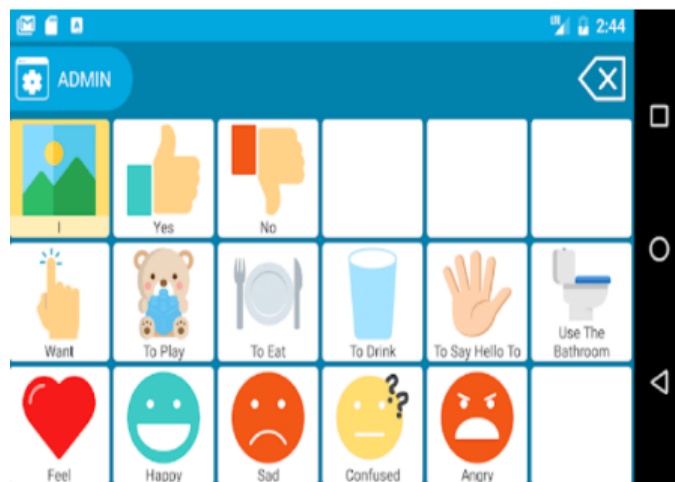 2:44
ADMIN
I
Yes
No
Want
To Play
To Eat
To Drink
To Say Hello To
Use The
Bathroom
Feel
Happy
Sad
Confused
Angry